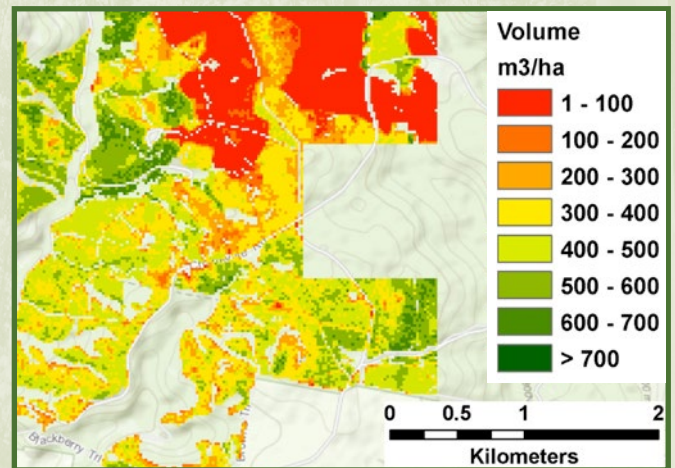 Volume
m3/ha
1 - 100
100 - 200
200 - 300
300 - 400
400 - 500
500 - 600
600 - 700
> 700
0 0.5 1 2
Kilometers
Blackberry Trl